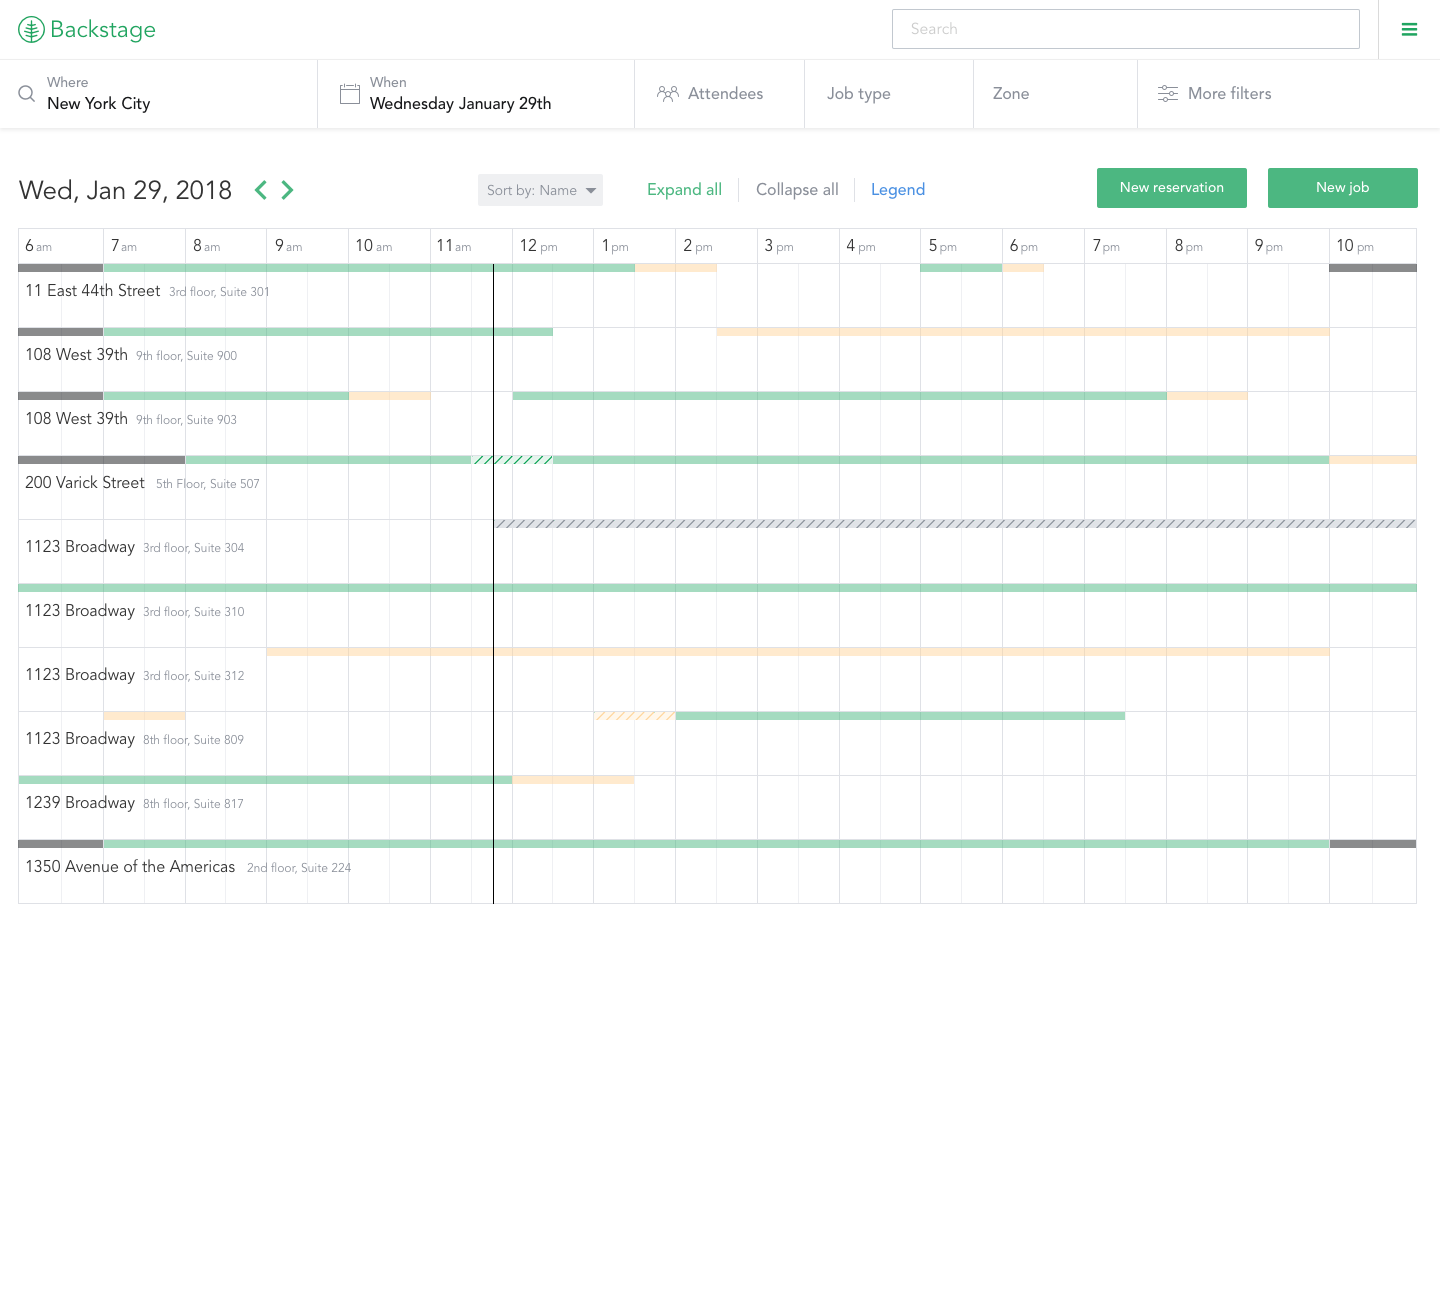 Backstage
Search
Where
New York City
When
Wednesday January 29th
Attendees
Job type
Zone
More filters
Wed, Jan 29, 2018
Sort by: Name
Expand all
Collapse all
Legend
New reservation
New job
6 am 7 am 8 am 9 am 10 am 11 am 12 pm 1 pm 2 pm 3 pm 4 pm 5 pm 6 pm 7 pm 8 pm 9 pm 10 pm
11 East 44th Street 3rd floor, Suite 301
108 West 39th 9th floor, Suite 900
108 West 39th 9th floor, Suite 903
200 Varick Street 5th Floor, Suite 507
1123 Broadway 3rd floor, Suite 304
1123 Broadway 3rd floor, Suite 310
1123 Broadway 3rd floor, Suite 312
1123 Broadway 8th floor, Suite 809
1239 Broadway 8th floor, Suite 817
1350 Avenue of the Americas 2nd floor, Suite 224